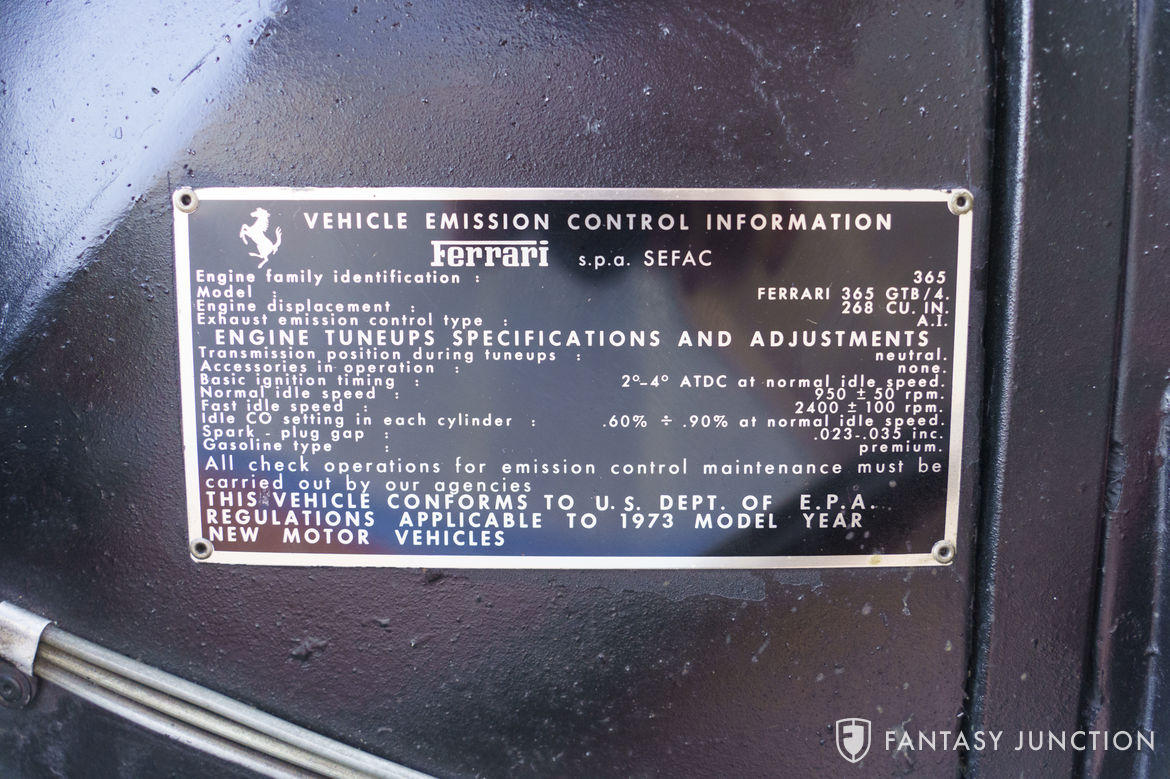 VEHICLE EMISSION CONTROL INFORMATION
Ferrari s.p.a. SEFAC
Engine family identification : 365
Model : FERRARI 365 GTB/4.
Engine displacement : 268 CU. IN.
Exhaust emission control type : A.I.
ENGINE TUNEUPS SPECIFICATIONS AND ADJUSTMENTS
Transmission position during tuneups : neutral.
Accessories in operation : none.
Basic ignition timing : 2°-4° ATDC at normal idle speed.
Normal idle speed : 950 ± 50 rpm.
Fast idle speed : 2400 ± 100 rpm.
Idle CO setting in each cylinder : .60% ÷ .90% at normal idle speed.
Spark - plug gap : .023-.035 inc.
Gasoline type : premium.
All check operations for emission control maintenance must be
carried out by our agencies
THIS VEHICLE CONFORMS TO U.S. DEPT. OF E.P.A.
REGULATIONS APPLICABLE TO 1973 MODEL YEAR
NEW MOTOR VEHICLES
FANTASY JUNCTION